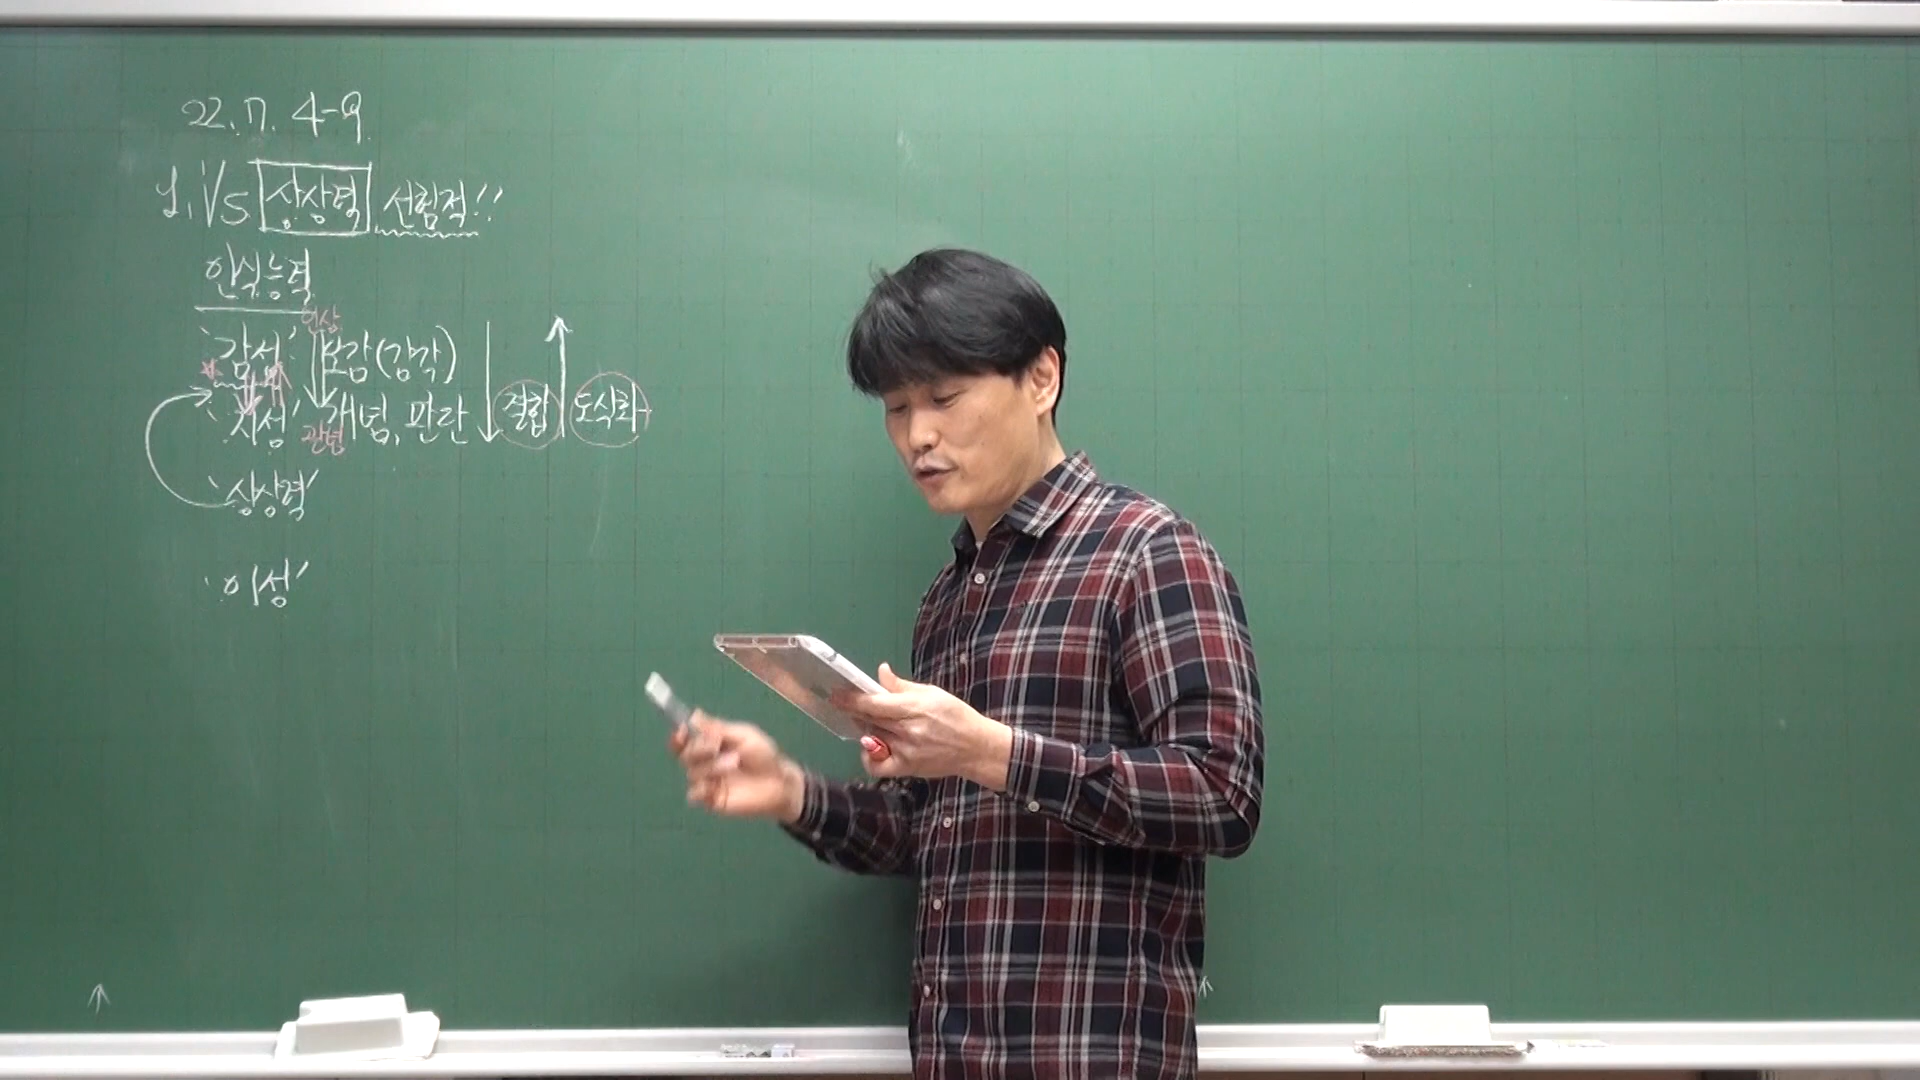 22. 7. 4-9.
1. VS 상상력 선험적!!
인식능력
'감성' 현상 오감(감각)
'지성' 관념 개념, 판단 결합 도식화
'상상력'
'이성'